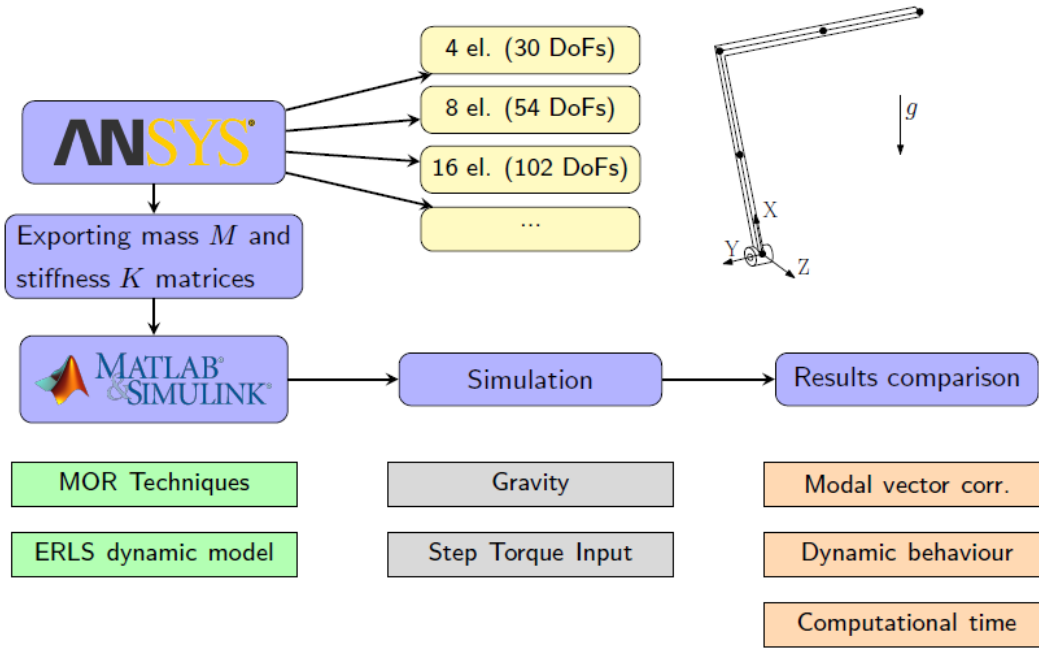 4 el. (30 DoFs)
8 el. (54 DoFs)
g
ANSYS®
16 el. (102 DoFs)
...
X
Y
Z
Exporting mass M and
stiffness K matrices
MATLAB®
&SIMULINK®
Simulation
Results comparison
MOR Techniques
Gravity
Modal vector corr.
ERLS dynamic model
Step Torque Input
Dynamic behaviour
Computational time